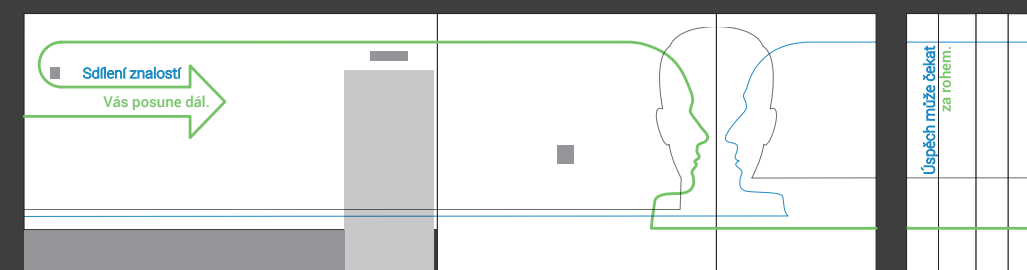 Sdílení znalostí
Vás posune dál.
Úspěch může čekat
za rohem.